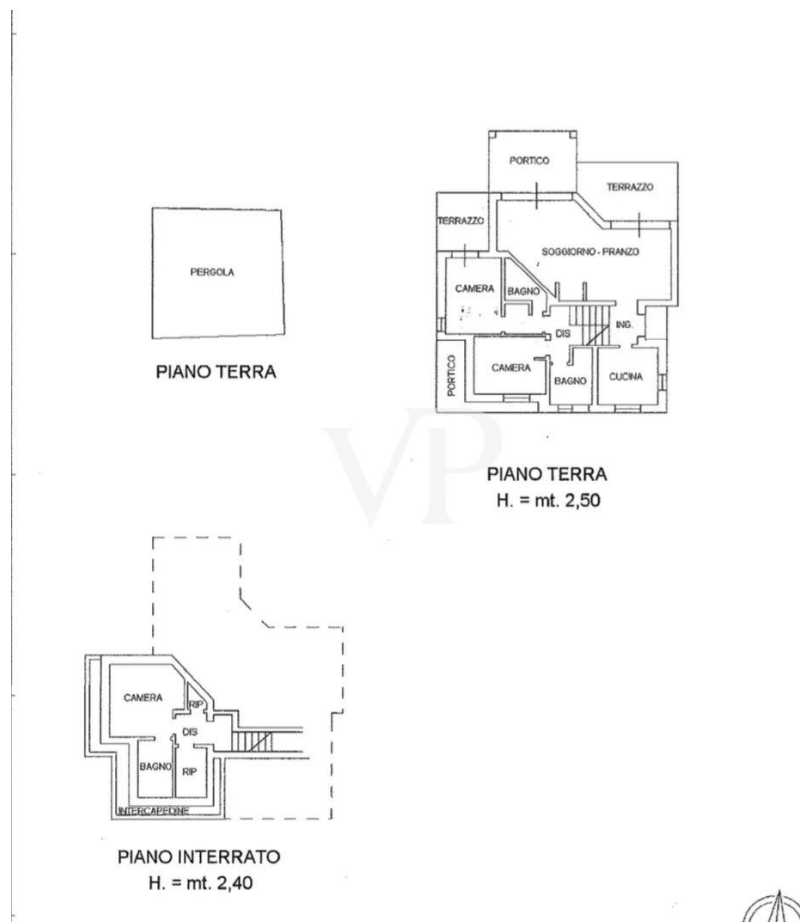 PORTICO
TERRAZZO
TERRAZZO
PERGOLA
SOGGIORNO - PRANZO
CAMERA
BAGNO
DIS
ING.
PORTICO
CAMERA
BAGNO
CUCINA
PIANO TERRA
VP
PIANO TERRA
H. = mt. 2,50
CAMERA
RIP
DIS
BAGNO
RIP
INTERCAPEDINE
PIANO INTERRATO
H. = mt. 2,40